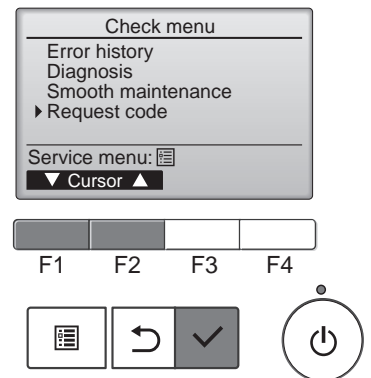 Check menu
Error history
Diagnosis
Smooth maintenance
Request code
Service menu:
▼ Cursor ▲
F1 F2 F3 F4